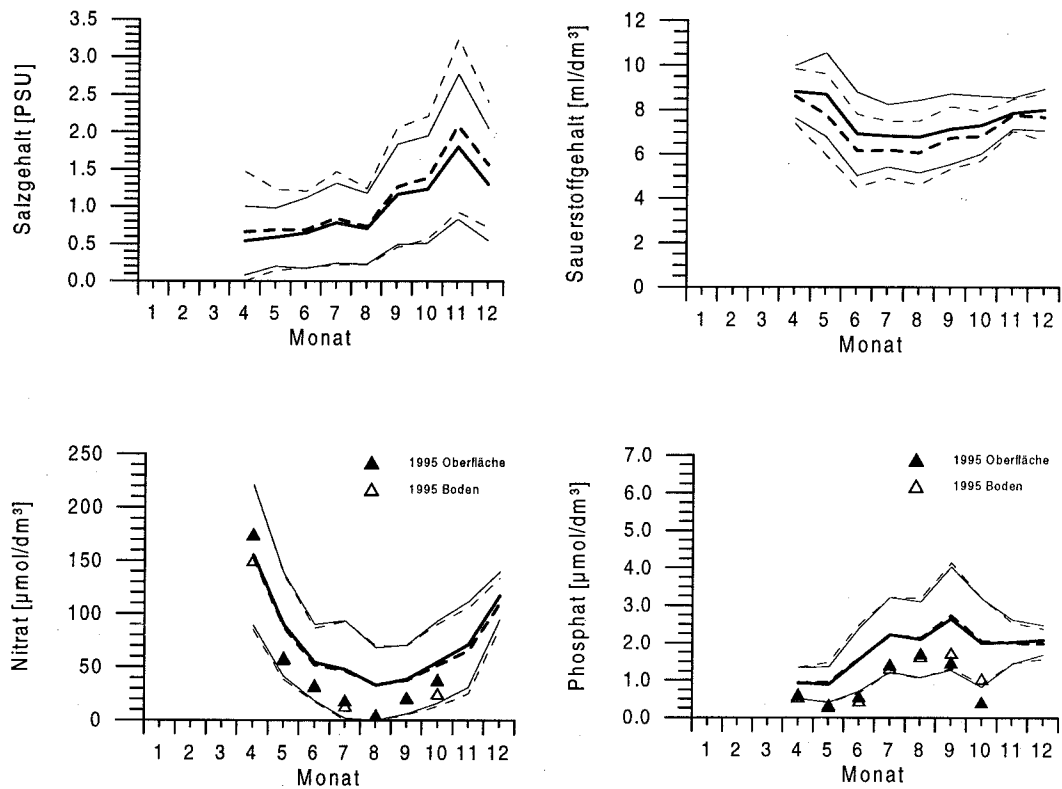 Salzgehalt [PSU]
3.5
3.0
2.5
2.0
1.5
1.0
0.5
0.0
1 2 3 4 5 6 7 8 9 10 11 12
Monat
Sauerstoffgehalt [ml/dm³]
12
10
8
6
4
2
0
1 2 3 4 5 6 7 8 9 10 11 12
Monat
Nitrat [µmol/dm³]
250
200
150
100
50
0
1995 Oberfläche
1995 Boden
1 2 3 4 5 6 7 8 9 10 11 12
Monat
Phosphat [µmol/dm³]
7.0
6.0
5.0
4.0
3.0
2.0
1.0
0.0
1995 Oberfläche
1995 Boden
1 2 3 4 5 6 7 8 9 10 11 12
Monat